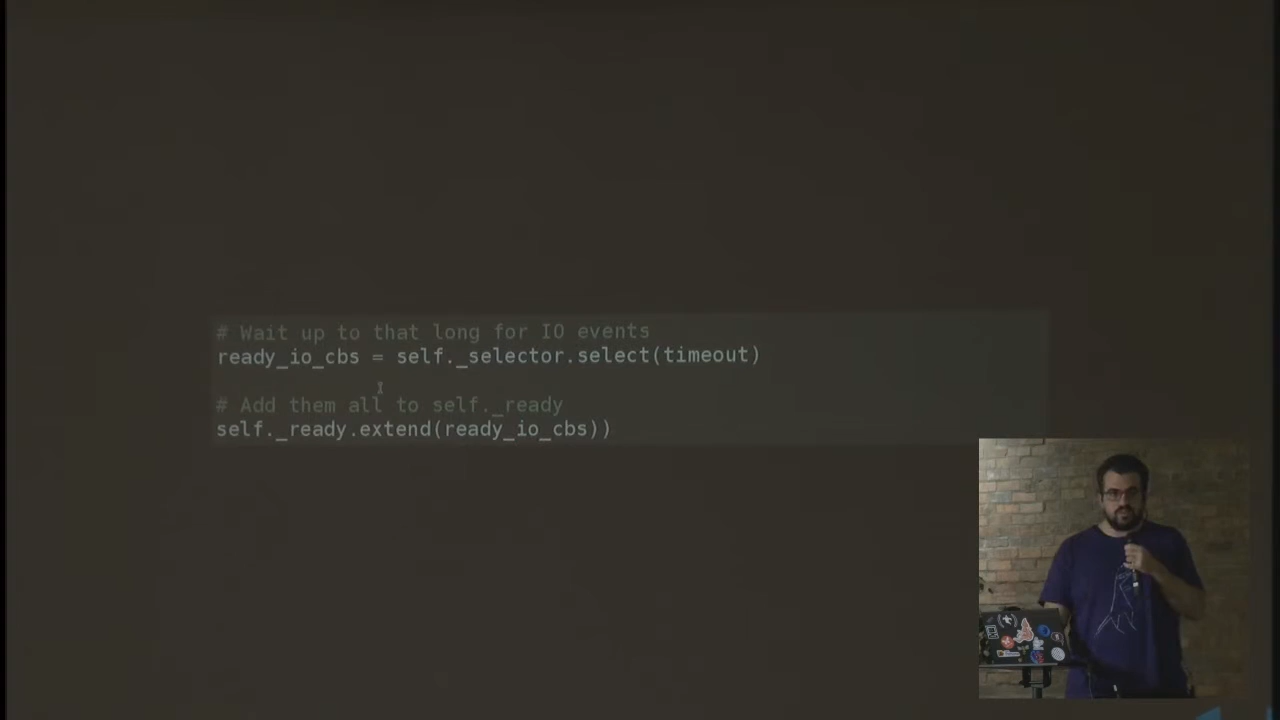 # Wait up to that long for IO events
ready_io_cbs = self._selector.select(timeout)
# Add them all to self._ready
self._ready.extend(ready_io_cbs))